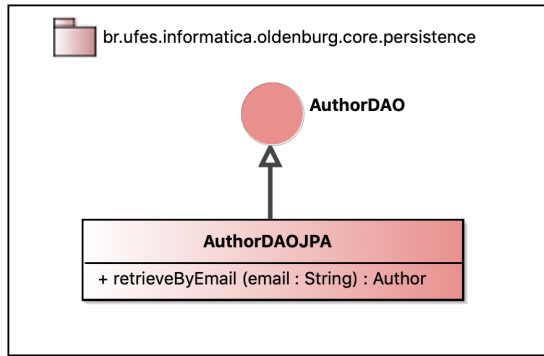 br.ufes.informatica.oldenburg.core.persistence
AuthorDAO
AuthorDAOJPA
+ retrieveByEmail (email : String) : Author